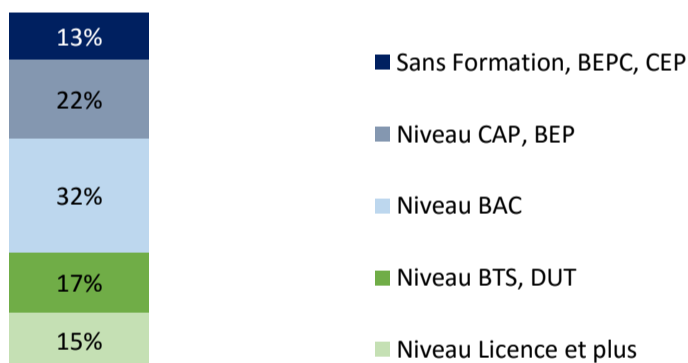 13%
22%
32%
17%
15%
Sans Formation, BEPC, CEP
Niveau CAP, BEP
Niveau BAC
Niveau BTS, DUT
Niveau Licence et plus